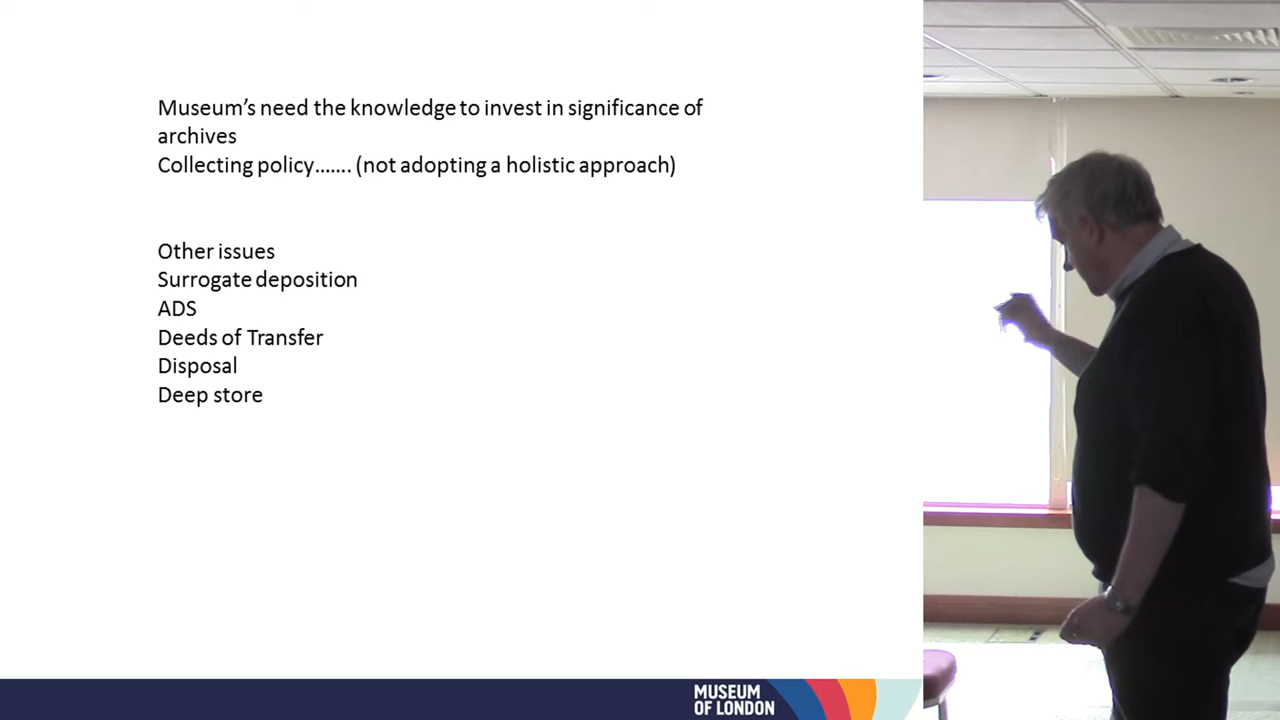 Museum's need the knowledge to invest in significance of
archives
Collecting policy....... (not adopting a holistic approach)
Other issues
Surrogate deposition
ADS
Deeds of Transfer
Disposal
Deep store
MUSEUM
OF LONDON